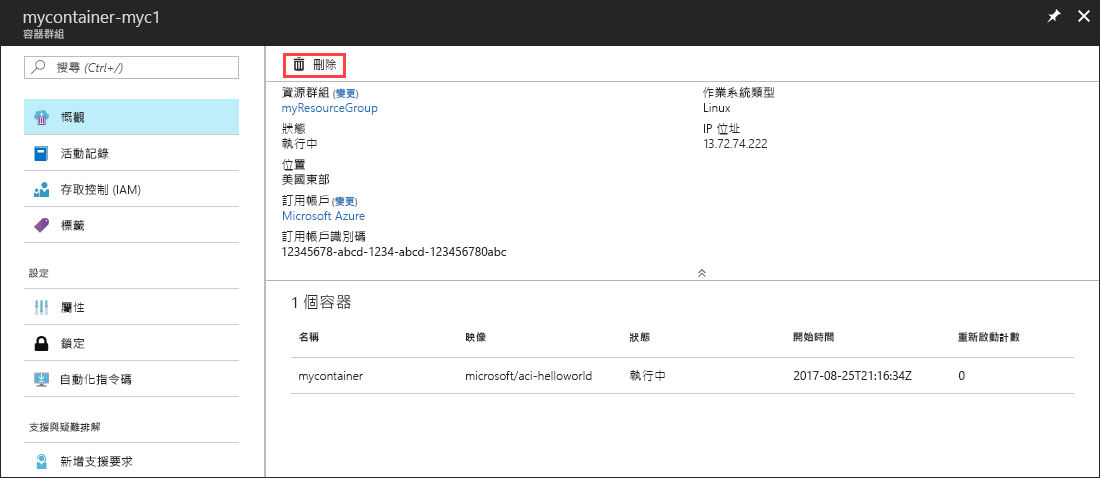 mycontainer-myc1
容器群組
搜尋 (Ctrl+/)
概觀
活動記錄
存取控制 (IAM)
標籤
設定
屬性
鎖定
自動化指令碼
支援與疑難排解
新增支援要求
刪除
資源群組 (變更)
myResourceGroup
狀態
執行中
位置
美國東部
訂用帳戶 (變更)
Microsoft Azure
訂用帳戶識別碼
12345678-abcd-1234-abcd-123456780abc
作業系統類型
Linux
IP 位址
13.72.74.222
1 個容器
名稱 映像 狀態 開始時間 重新啟動計數
mycontainer microsoft/aci-helloworld 執行中 2017-08-25T21:16:34Z 0